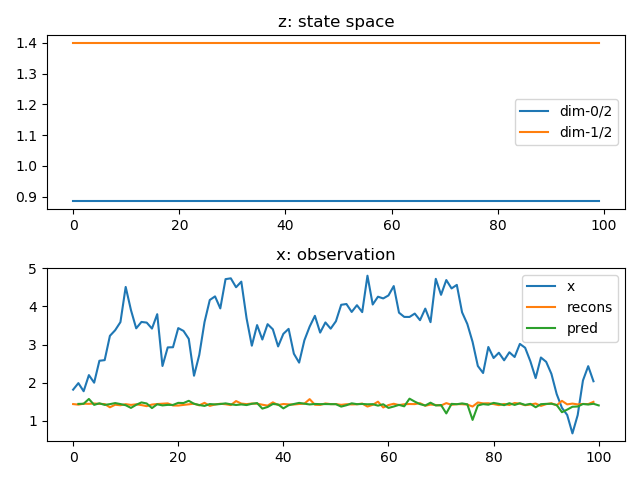 z: state space
1.4
1.3
1.2
1.1
1.0
0.9
dim-0/2
dim-1/2
0 20 40 60 80 100
x: observation
5
4
3
2
1
x
recons
pred
0 20 40 60 80 100